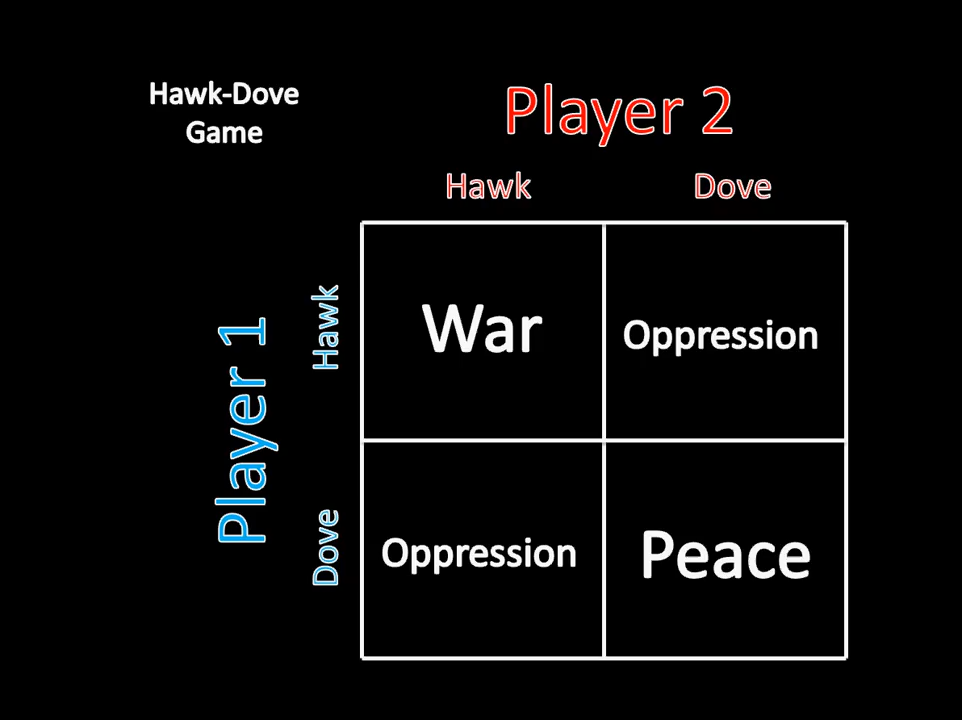 Hawk-Dove
Game
Player 2
Hawk
Dove
Player 1
Hawk
War
Oppression
Dove
Oppression
Peace